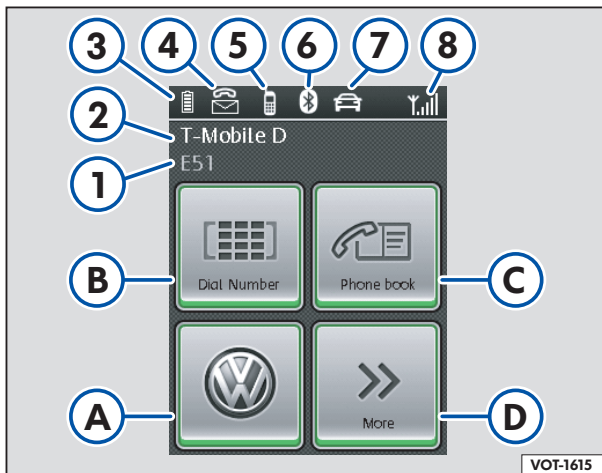 3 4 5 6 7 8
2
T-Mobile D
1
E51
B
Dial Number
Phone book
C
A
More
D
VOT-1615